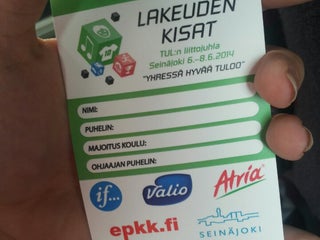 LAKEUDEN
KISAT
TUL:n liittojuhla
Seinäjoki 6.–8.6.2014
"YHRESSÄ HYVÄÄ TULOO"
NIMI:
PUHELIN:
MAJOITUS KOULU:
OHJAAJAN PUHELIN:
if... Valio Atria
epkk.fi SEINÄJOKI